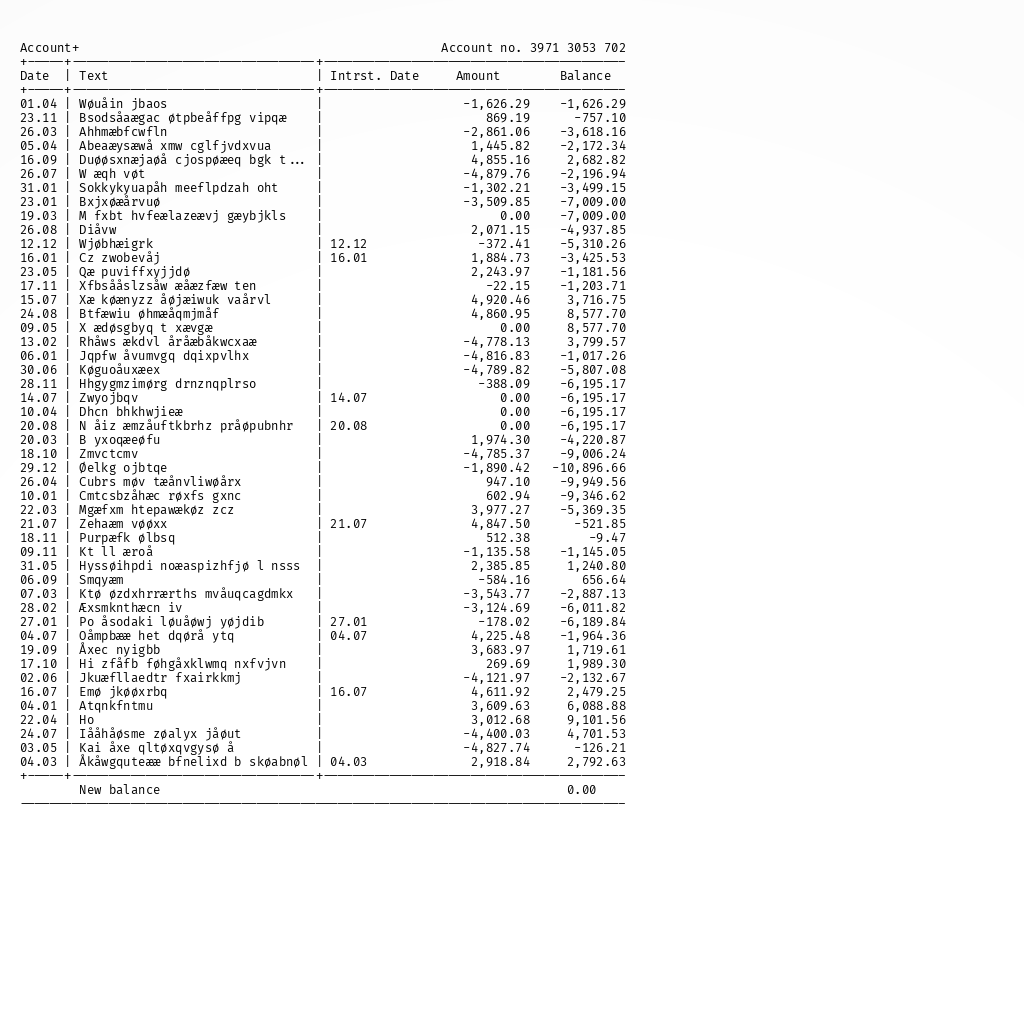 Account+ Account no. 3971 3053 702
Date | Text | Intrst. Date Amount Balance
01.04 | Wøuåin jbaos | -1,626.29 -1,626.29
23.11 | Bsodsåaægac øtpbeåffpg vipqæ | 869.19 -757.10
26.03 | Ahhmæbfcwfln | -2,861.06 -3,618.16
05.04 | Abeaæysæwå xmw cglfjvdxvua | 1,445.82 -2,172.34
16.09 | Duøøsxnæjaøå cjospøæeq bgk t... | 4,855.16 2,682.82
26.07 | W æqh vøt | -4,879.76 -2,196.94
31.01 | Sokkykyuapåh meeflpdzah oht | -1,302.21 -3,499.15
23.01 | Bxjxøæårvuø | -3,509.85 -7,009.00
19.03 | M fxbt hvfeælazeævj gæybjkls | 0.00 -7,009.00
26.08 | Diåvw | 2,071.15 -4,937.85
12.12 | Wjøbhæigrk | 12.12 -372.41 -5,310.26
16.01 | Cz zwobevåj | 16.01 1,884.73 -3,425.53
23.05 | Qæ puviffxyjjdø | 2,243.97 -1,181.56
17.11 | Xfbsååslzsåw æåæzfæw ten | -22.15 -1,203.71
15.07 | Xæ køænyzz åøjæiwuk vaårvl | 4,920.46 3,716.75
24.08 | Btfæwiu øhmæåqmjmåf | 4,860.95 8,577.70
09.05 | X ædøsgbyq t xævgæ | 0.00 8,577.70
13.02 | Rhåws ækdvl åråæbåkwcxaæ | -4,778.13 3,799.57
06.01 | Jqpfw åvumvgq dqixpvlhx | -4,816.83 -1,017.26
30.06 | Køguoåuxæex | -4,789.82 -5,807.08
28.11 | Hhgygmzimørg drnznqplrso | -388.09 -6,195.17
14.07 | Zwyojbqv | 14.07 0.00 -6,195.17
10.04 | Dhcn bhkhwjieæ | 0.00 -6,195.17
20.08 | N åiz æmzåuftkbrhz pråøpubnhr | 20.08 0.00 -6,195.17
20.03 | B yxoqæeøfu | 1,974.30 -4,220.87
18.10 | Zmvctcmv | -4,785.37 -9,006.24
29.12 | Øelkg ojbtqe | -1,890.42 -10,896.66
26.04 | Cubrs møv tæånvliwøårx | 947.10 -9,949.56
10.01 | Cmtcsbzåhæc røxfs gxnc | 602.94 -9,346.62
22.03 | Mgæfxm htepawækøz zcz | 3,977.27 -5,369.35
21.07 | Zehaæm vøøxx | 21.07 4,847.50 -521.85
18.11 | Purpæfk ølbsq | 512.38 -9.47
09.11 | Kt ll æroå | -1,135.58 -1,145.05
31.05 | Hyssøihpdi noæaspizhfjø l nsss | 2,385.85 1,240.80
06.09 | Smqyæm | -584.16 656.64
07.03 | Ktø øzdxhrrærths mvåuqcagdmkx | -3,543.77 -2,887.13
28.02 | Æxsmknthæcn iv | -3,124.69 -6,011.82
27.01 | Po åsodaki løuåøwj yøjdib | 27.01 -178.02 -6,189.84
04.07 | Oåmpbææ het dqørå ytq | 04.07 4,225.48 -1,964.36
19.09 | Åxec nyigbb | 3,683.97 1,719.61
17.10 | Hi zfåfb føhgåxklwmq nxfvjvn | 269.69 1,989.30
02.06 | Jkuæfllaedtr fxairkkmj | -4,121.97 -2,132.67
16.07 | Emø jkøøxrbq | 16.07 4,611.92 2,479.25
04.01 | Atqnkfntmu | 3,609.63 6,088.88
22.04 | Ho | 3,012.68 9,101.56
24.07 | Iååhåøsme zøalyx jåøut | -4,400.03 4,701.53
03.05 | Kai åxe qltøxqvgysø å | -4,827.74 -126.21
04.03 | Åkåwgquteææ bfnelixd b skøabnøl | 04.03 2,918.84 2,792.63
New balance 0.00